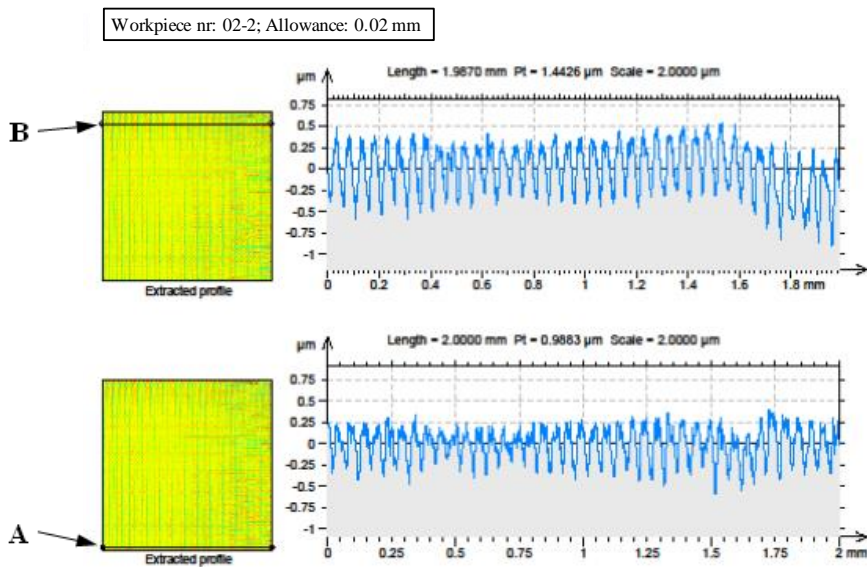 Workpiece nr: 02-2; Allowance: 0.02 mm
B
Extracted profile
µm
Length = 1.9870 mm Pt = 1.4426 µm Scale = 2.0000 µm
0.75
0.5
0.25
0
-0.25
-0.5
-0.75
-1
0 0.2 0.4 0.6 0.8 1 1.2 1.4 1.6 1.8 mm
A
Extracted profile
µm
Length = 2.0000 mm Pt = 0.9883 µm Scale = 2.0000 µm
0.75
0.5
0.25
0
-0.25
-0.5
-0.75
-1
0 0.25 0.5 0.75 1 1.25 1.5 1.75 2 mm